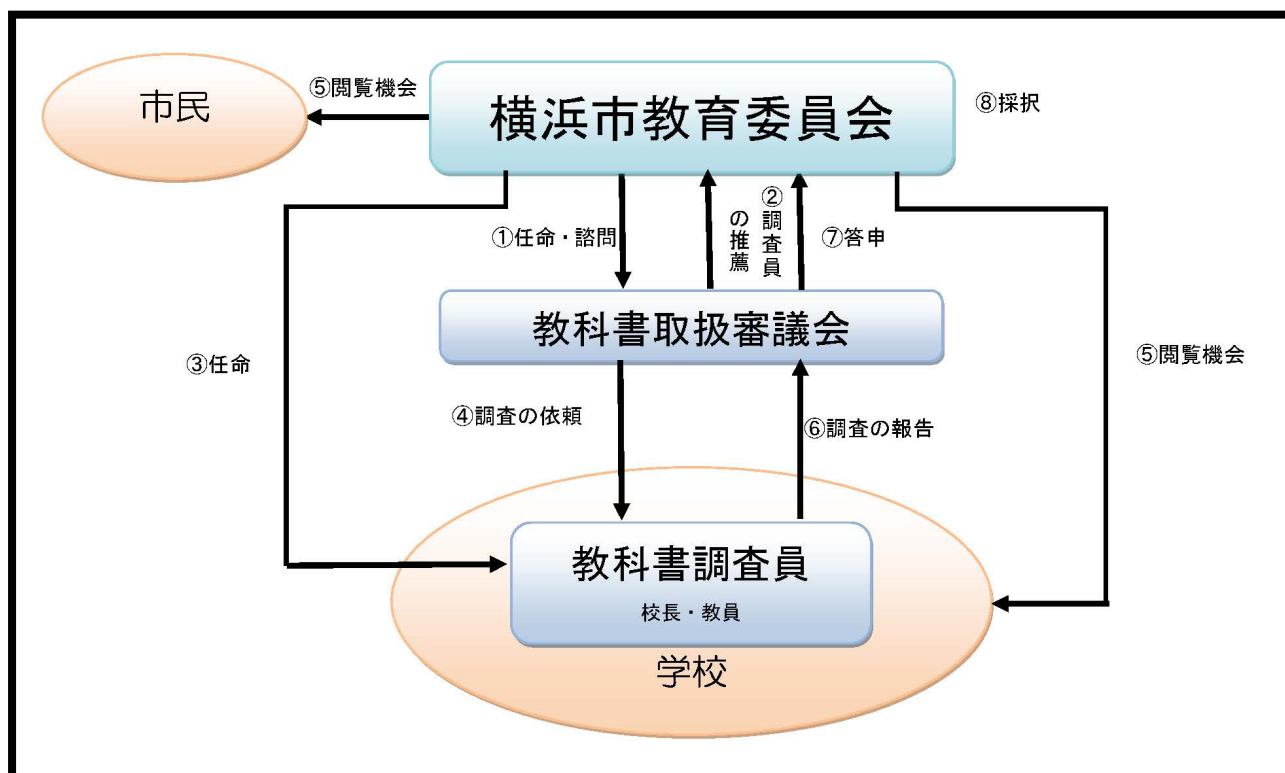 市民
⑤閲覧機会
横浜市教育委員会
⑧採択
①任命・諮問
②調査員
の推薦
⑦答申
教科書取扱審議会
③任命
⑤閲覧機会
④調査の依頼
⑥調査の報告
教科書調査員
校長・教員
学校